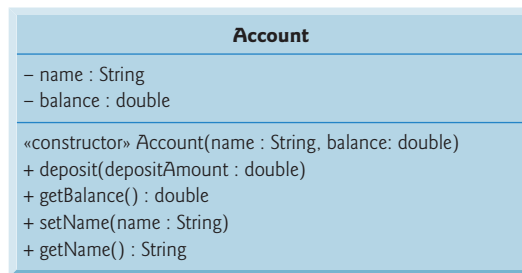 Account
– name : String
– balance : double
«constructor» Account(name : String, balance: double)
+ deposit(depositAmount : double)
+ getBalance() : double
+ setName(name : String)
+ getName() : String